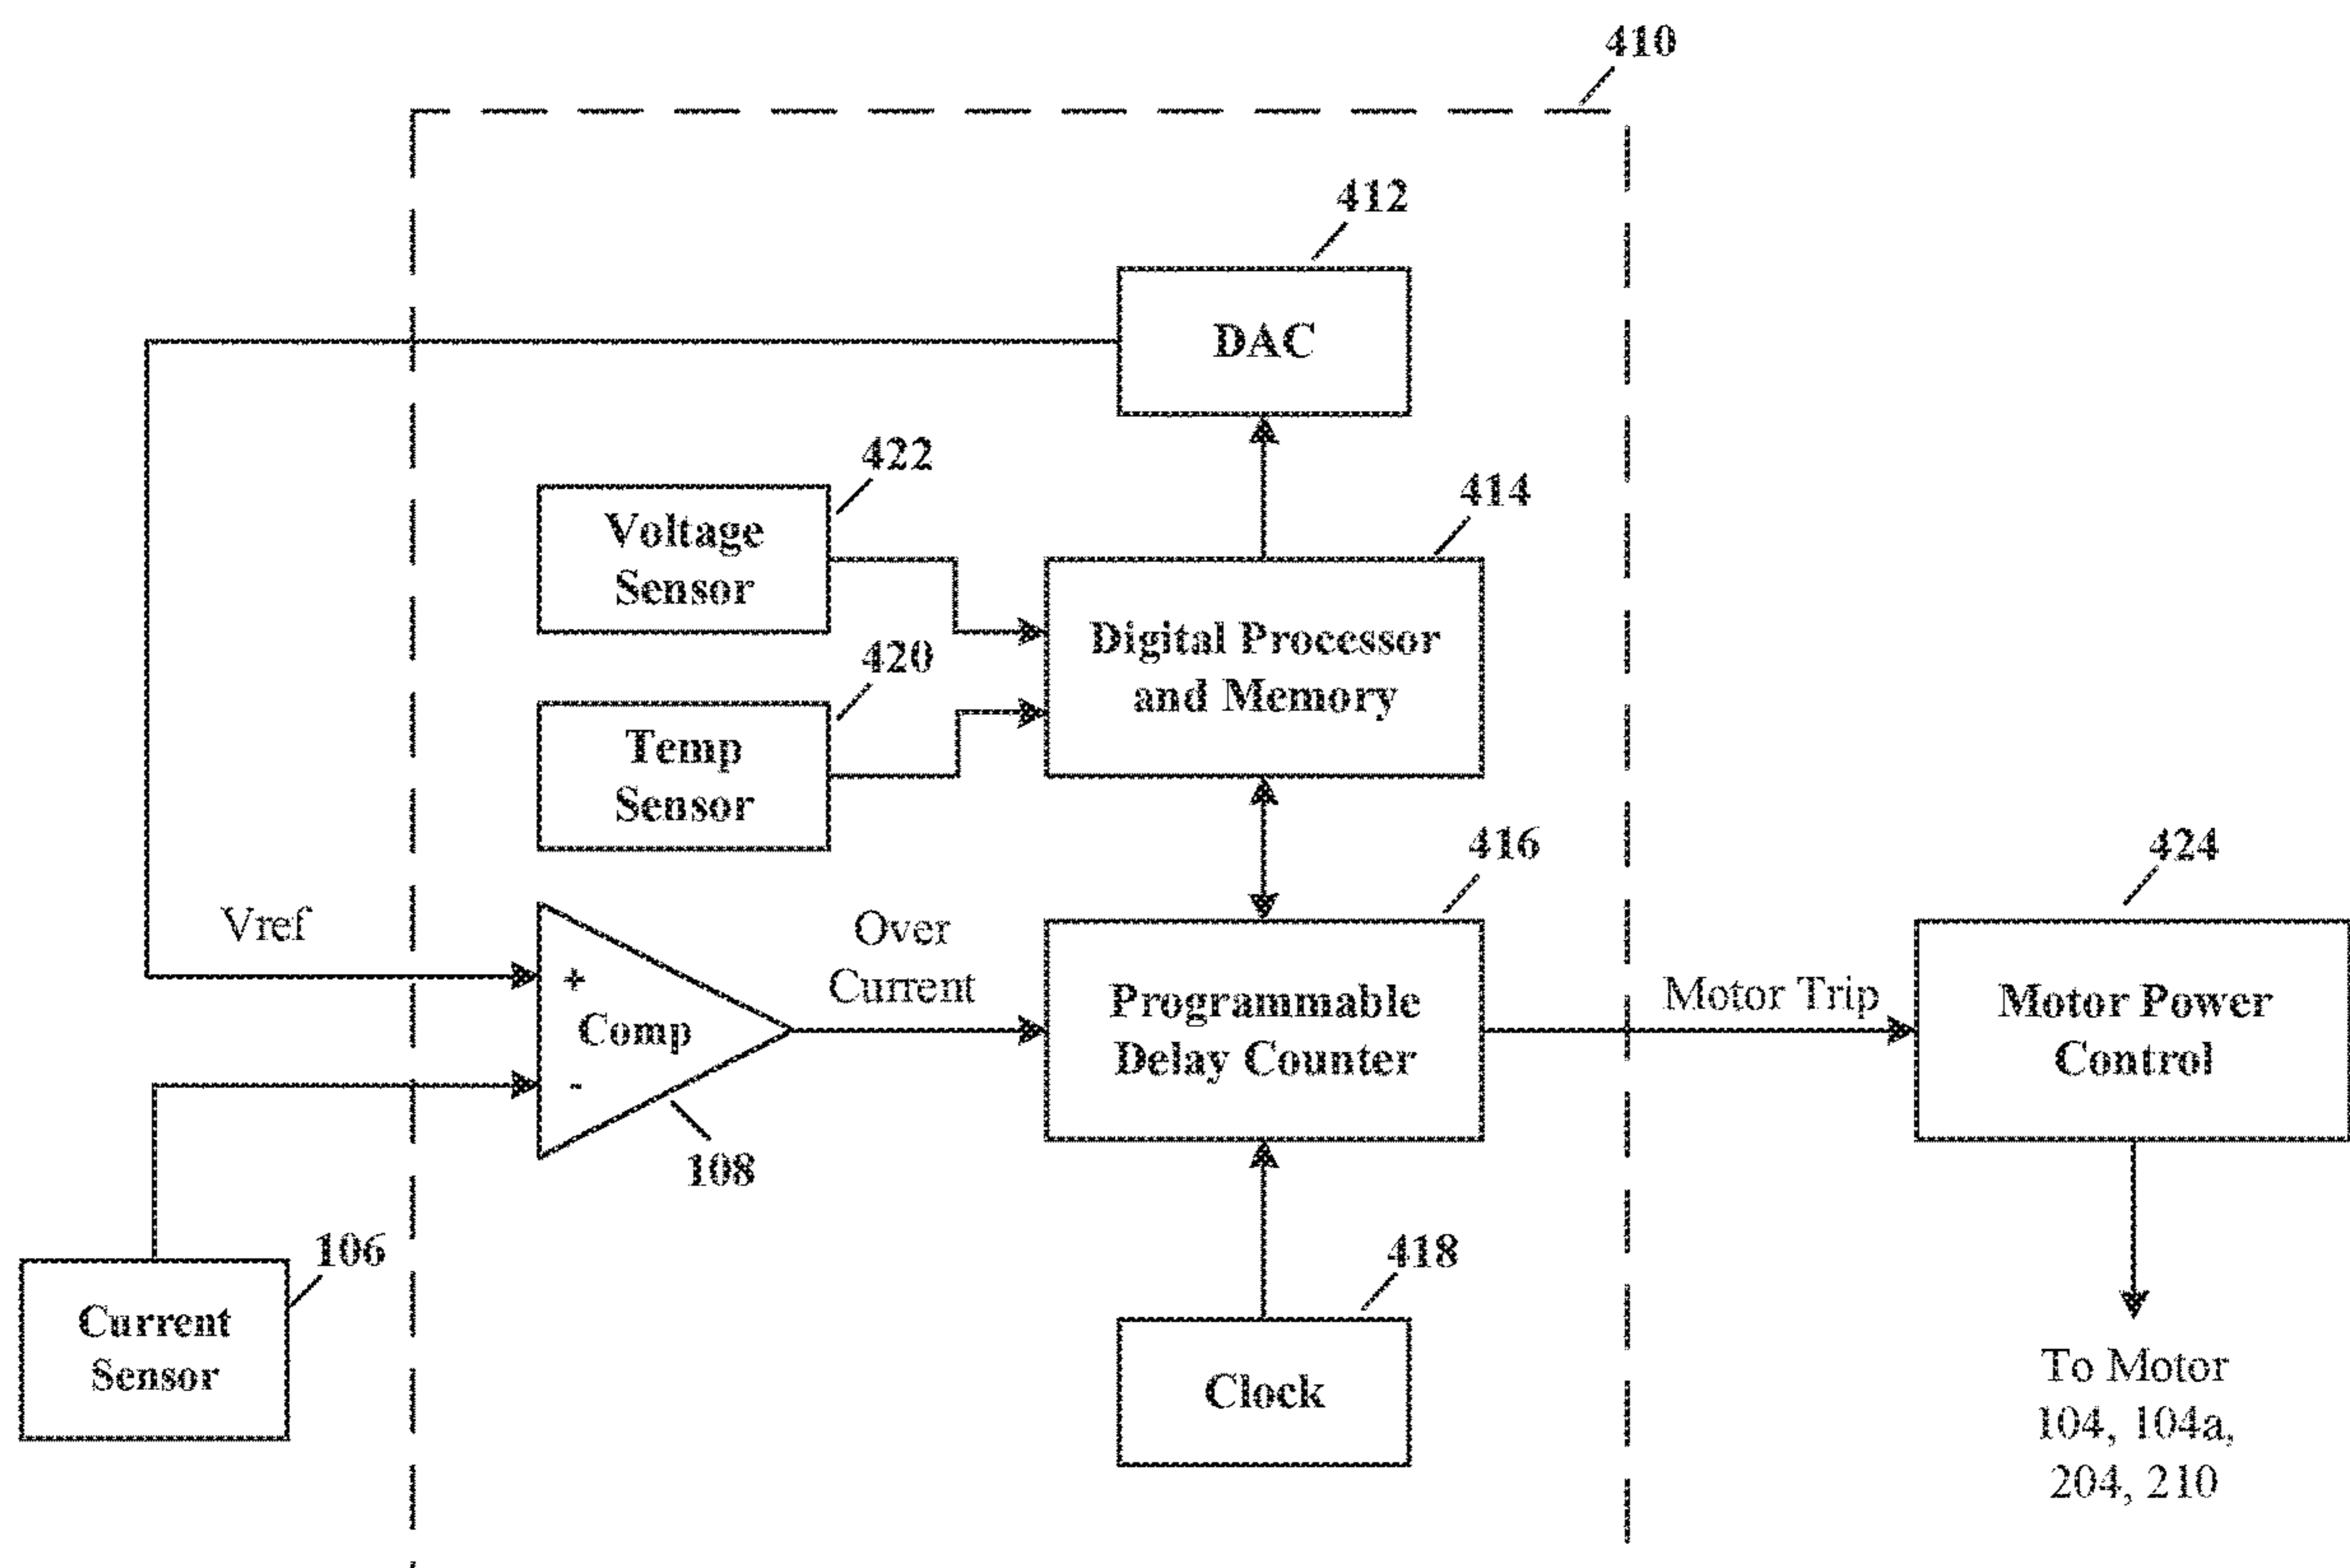 410
412
DAC
422
Voltage
Sensor
414
Digital Processor
and Memory
420
Temp
Sensor
416
424
Vref
Over
Current
+
Comp
-
108
Programmable
Delay Counter
Motor Trip
Motor Power
Control
106
Current
Sensor
418
Clock
To Motor
104, 104a,
204, 210